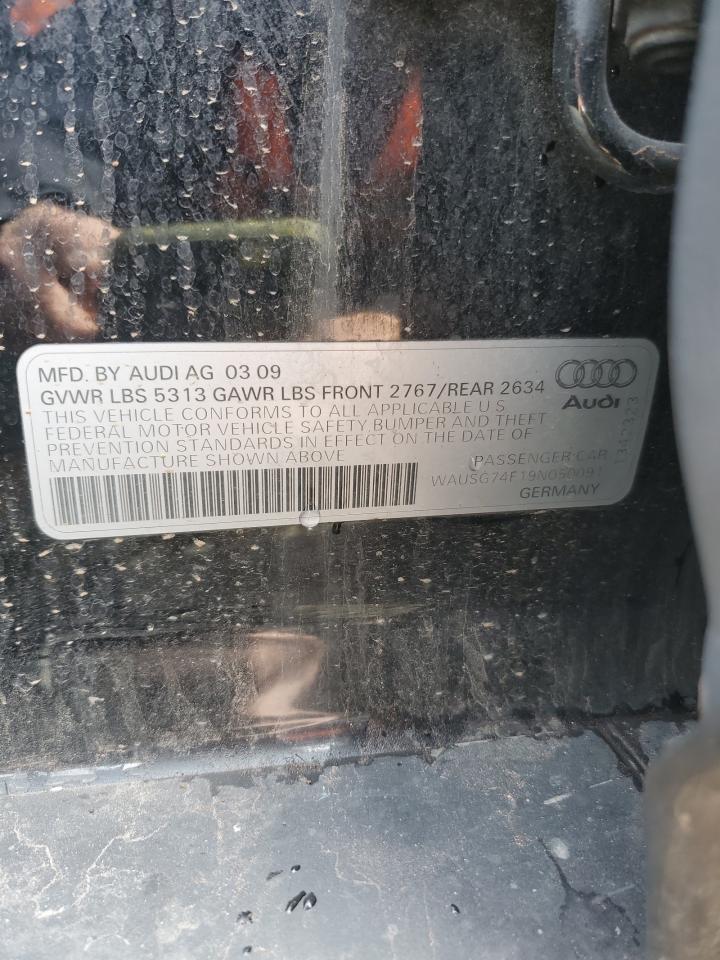 MFD. BY AUDI AG 03 09
GVWR LBS 5313 GAWR LBS FRONT 2767/REAR 2634
THIS VEHICLE CONFORMS TO ALL APPLICABLE U S
FEDERAL MOTOR VEHICLE SAFETY, BUMPER AND THEFT
PREVENTION STANDARDS IN EFFECT ON THE DATE OF
MANUFACTURE SHOWN ABOVE
PASSENGER CAR
WAUSG74F19N050091
GERMANY
Audi
1342323